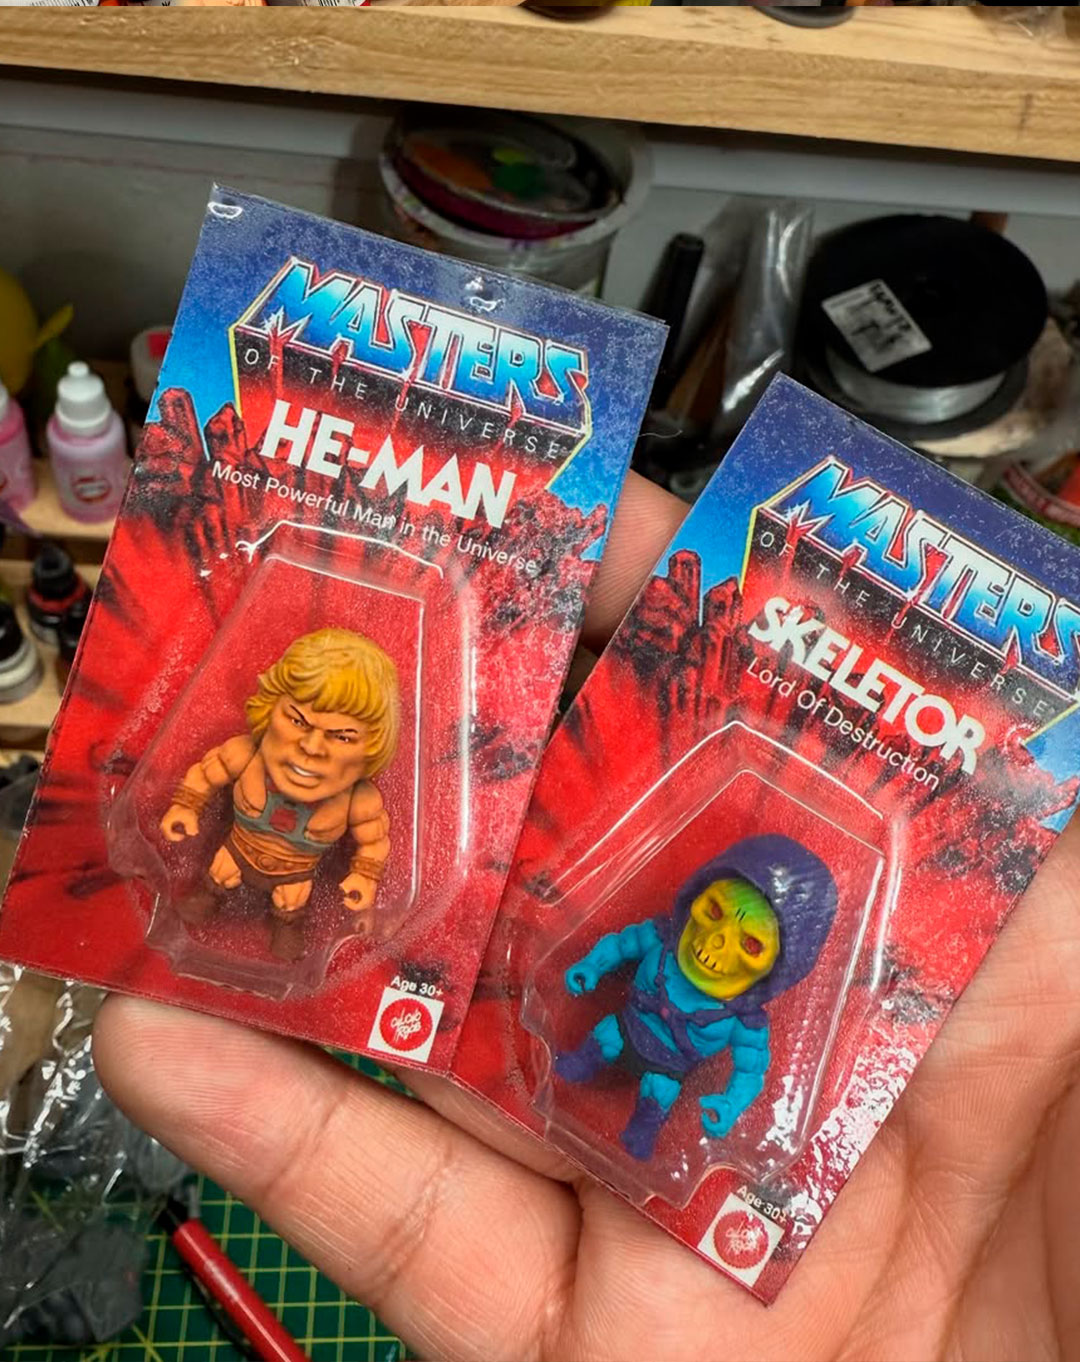 MASTERS
OF THE UNIVERSE
HE-MAN
Most Powerful Man in the Universe
Age 30+
MASTERS
OF THE UNIVERSE
SKELETOR
Lord Of Destruction
Age 30+